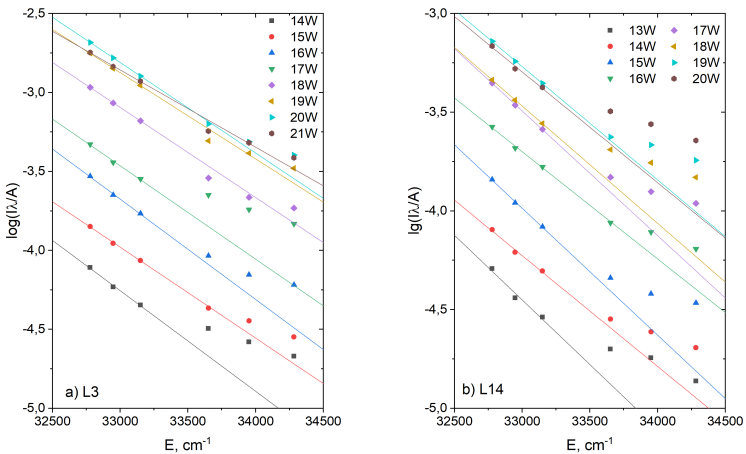 -2,5
-3,0
-3,5
-4,0
-4,5
-5,0
log(Iλ/A)
14W
15W
16W
17W
18W
19W
20W
21W
a) L3
32500 33000 33500 34000 34500
E, cm-1
-3,0
-3,5
-4,0
-4,5
-5,0
lg(Iλ/A)
13W 17W
14W 18W
15W 19W
16W 20W
b) L14
32500 33000 33500 34000 34500
E, cm-1